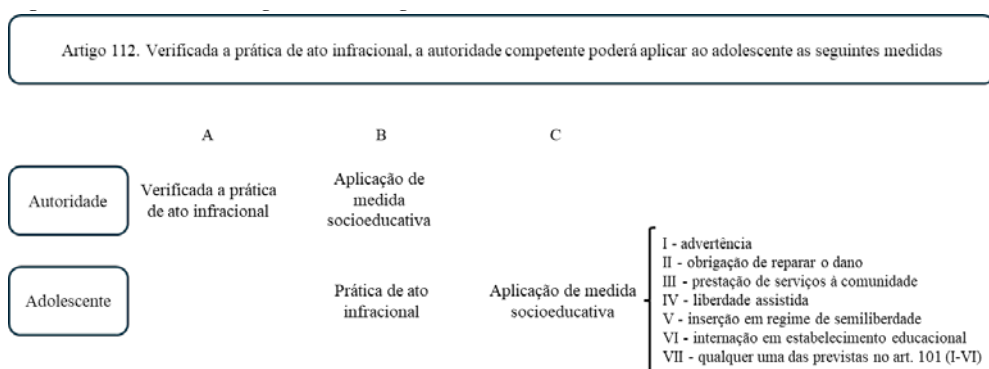 Artigo 112. Verificada a prática de ato infracional, a autoridade competente poderá aplicar ao adolescente as seguintes medidas
A
B
C
Autoridade
Verificada a prática
de ato infracional
Aplicação de
medida
socioeducativa
Adolescente
Prática de ato
infracional
Aplicação de medida
socioeducativa
I - advertência
II - obrigação de reparar o dano
III - prestação de serviços à comunidade
IV - liberdade assistida
V - inserção em regime de semiliberdade
VI - internação em estabelecimento educacional
VII - qualquer uma das previstas no art. 101 (I-VI)